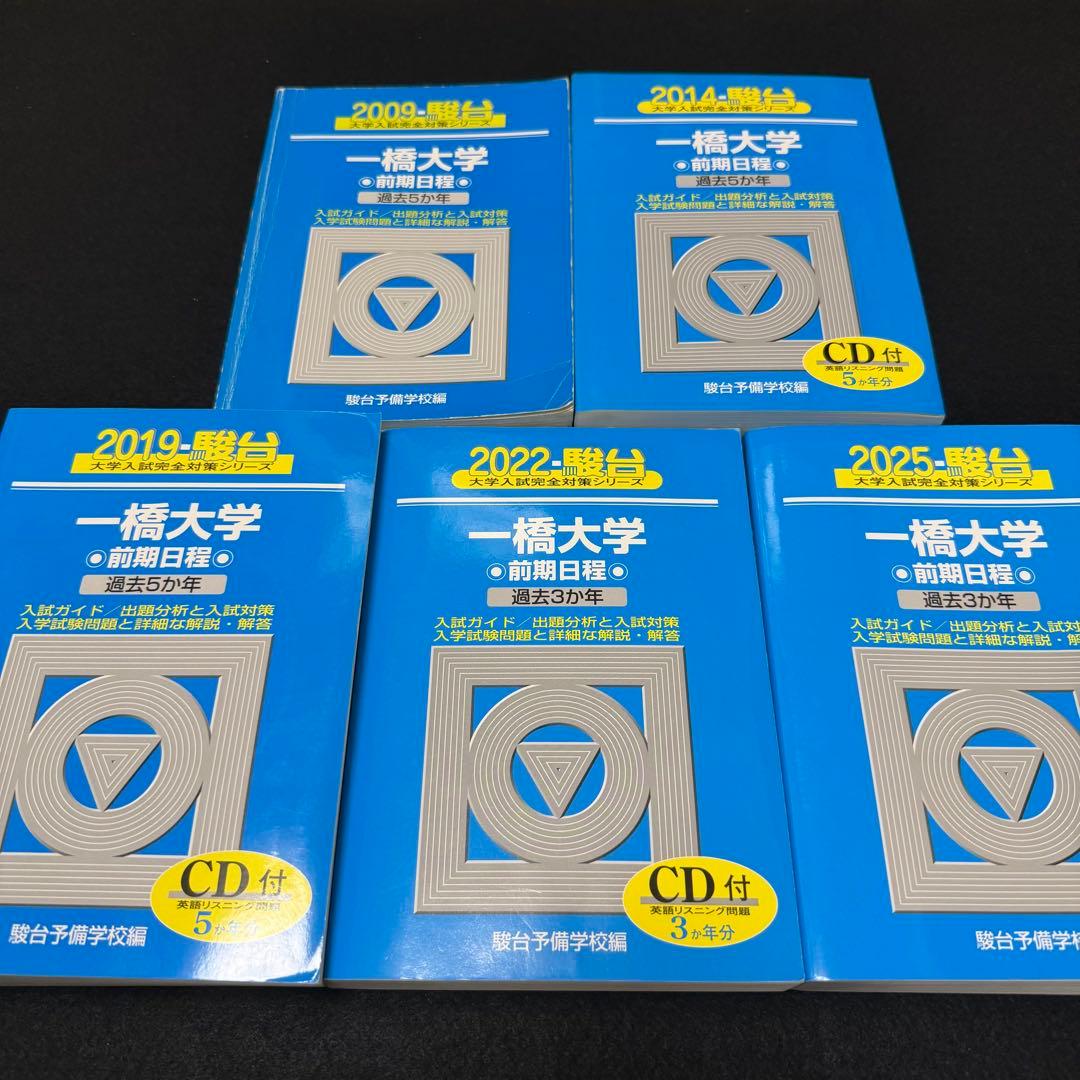 2009-駿台
大学入試完全対策シリーズ
一橋大学
前期日程
過去5か年
入試ガイド／出題分析と入試対策
入学試験問題と詳細な解説・解答
駿台予備学校編
2014-駿台
大学入試完全対策シリーズ
一橋大学
前期日程
過去5か年
入試ガイド／出題分析と入試対策
入学試験問題と詳細な解説・解答
CD付
英語リスニング問題
5か年分
駿台予備学校編
2019-駿台
大学入試完全対策シリーズ
一橋大学
前期日程
過去5か年
入試ガイド／出題分析と入試対策
入学試験問題と詳細な解説・解答
CD付
英語リスニング問題
5か年分
駿台予備学校編
2022-駿台
大学入試完全対策シリーズ
一橋大学
前期日程
過去3か年
入試ガイド／出題分析と入試対策
入学試験問題と詳細な解説・解答
CD付
英語リスニング問題
3か年分
駿台予備学校編
2025-駿台
大学入試完全対策シリーズ
一橋大学
前期日程
過去3か年
入試ガイド／出題分析と入試対
入学試験問題と詳細な解説・解
駿台予備学校